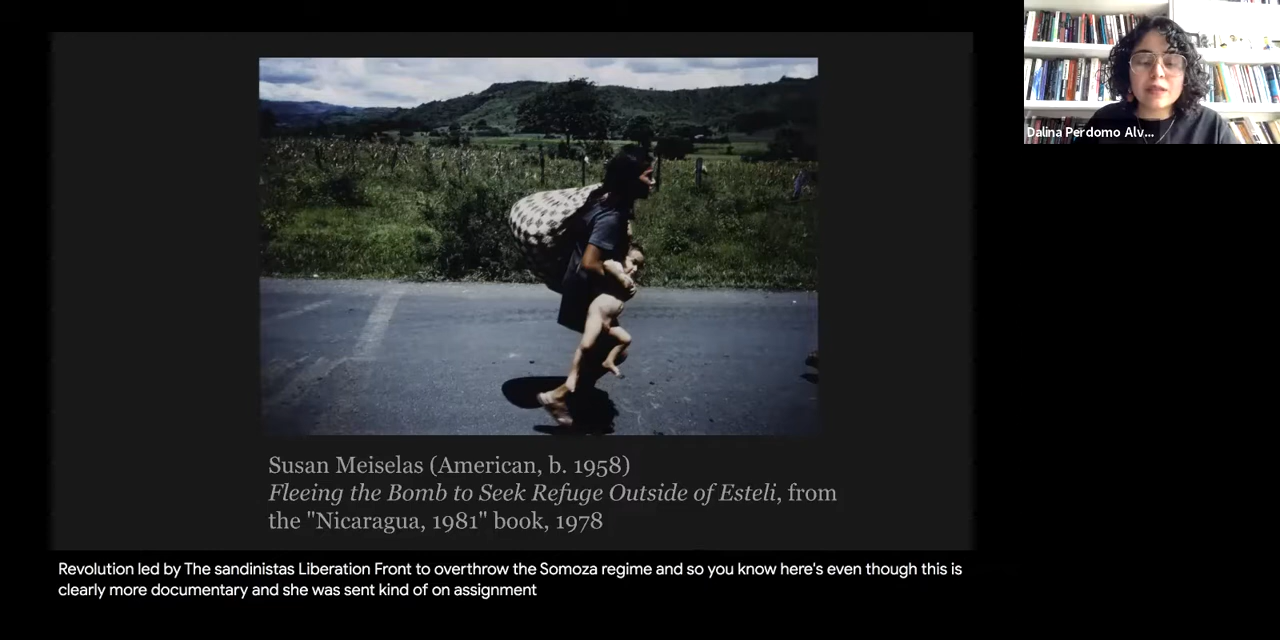 Dalina Perdomo Alv...
Susan Meiselas (American, b. 1958)
Fleeing the Bomb to Seek Refuge Outside of Esteli, from
the "Nicaragua, 1981" book, 1978
Revolution led by The sandinistas Liberation Front to overthrow the Somoza regime and so you know here's even though this is
clearly more documentary and she was sent kind of on assignment